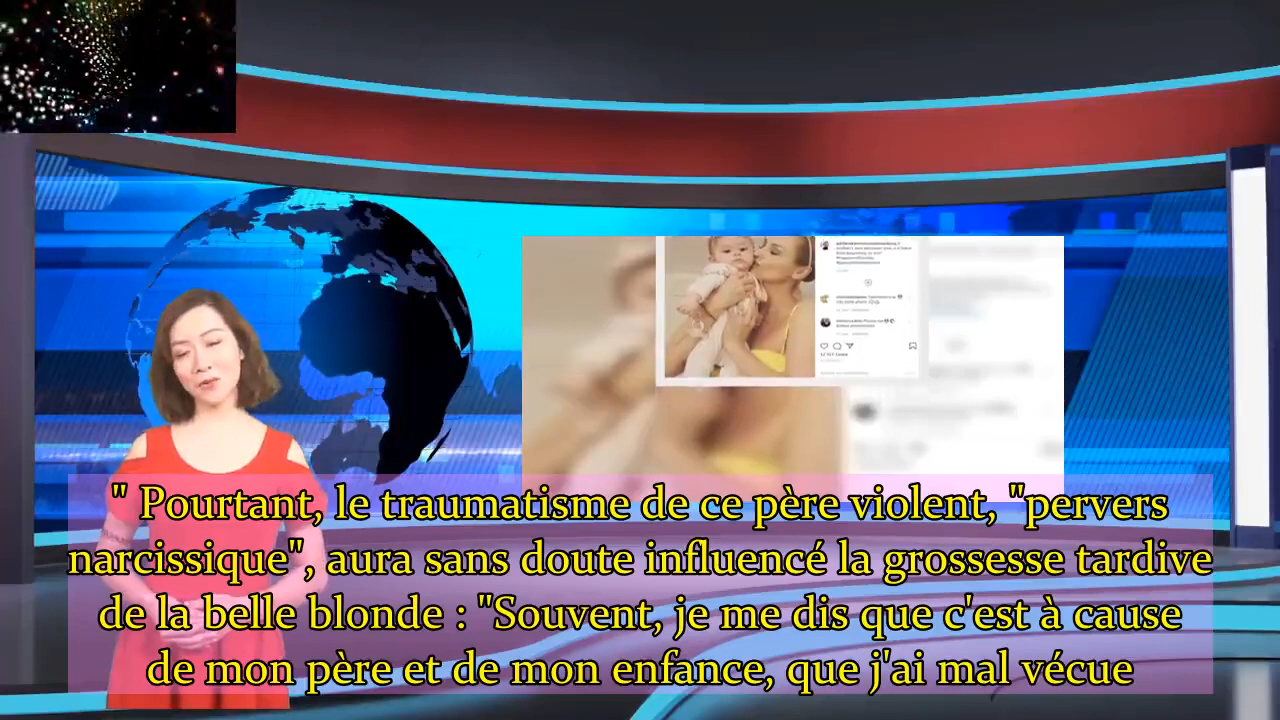 " Pourtant, le traumatisme de ce père violent, "pervers
narcissique", aura sans doute influencé la grossesse tardive
de la belle blonde : "Souvent, je me dis que c'est à cause
de mon père et de mon enfance, que j'ai mal vécue